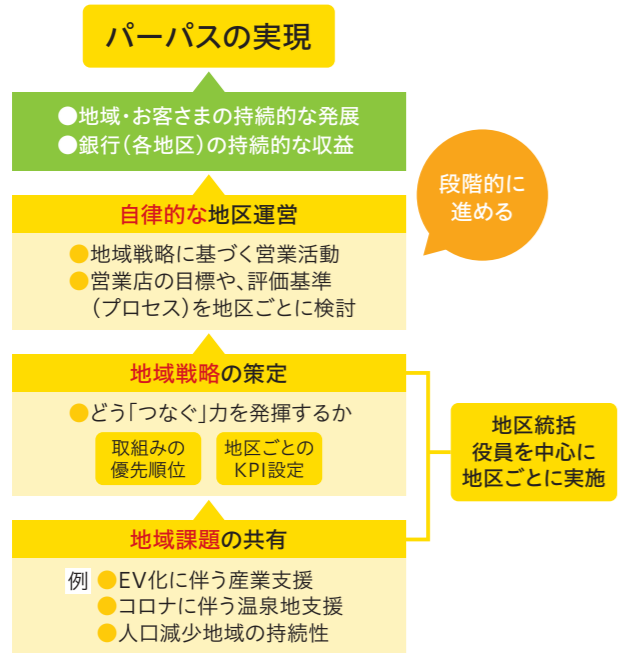 パーパスの実現
●地域・お客さまの持続的な発展
●銀行(各地区)の持続的な収益
段階的に
進める
自律的な地区運営
●地域戦略に基づく営業活動
●営業店の目標や、評価基準
(プロセス)を地区ごとに検討
地域戦略の策定
●どう「つなぐ」力を発揮するか
取組みの
優先順位
地区ごとの
KPI設定
地区統括
役員を中心に
地区ごとに実施
地域課題の共有
例 ●EV化に伴う産業支援
●コロナに伴う温泉地支援
●人口減少地域の持続性